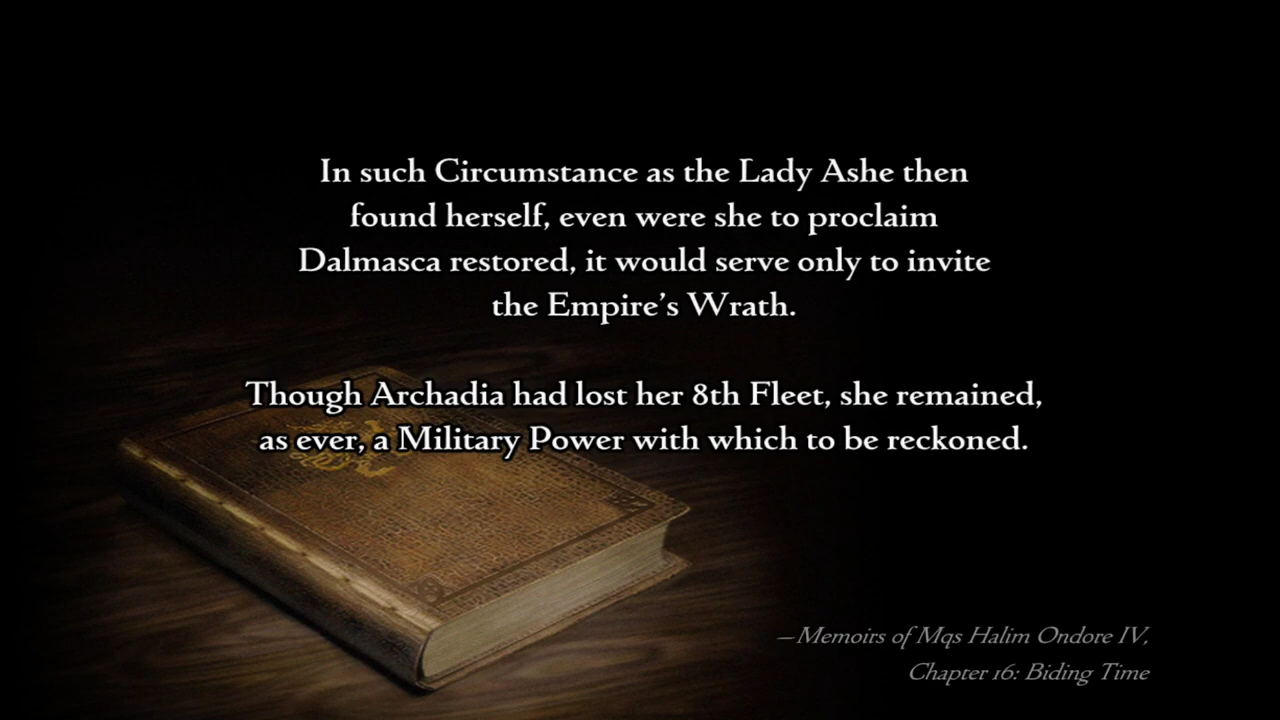 In such Circumstance as the Lady Ashe then
found herself, even were she to proclaim
Dalmasca restored, it would serve only to invite
the Empire’s Wrath.
Though Archadia had lost her 8th Fleet, she remained,
as ever, a Military Power with which to be reckoned.
—Memoirs of Mqs Halim Ondore IV,
Chapter 16: Biding Time